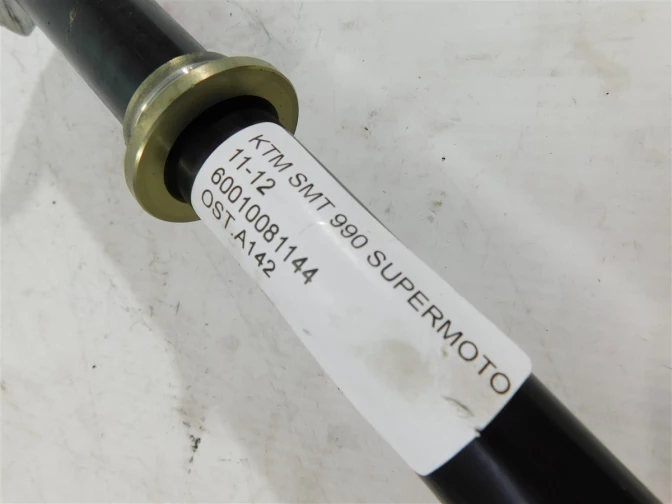 KTM SMT 990 SUPERMOTO
11-12
60010081144
OST.A142